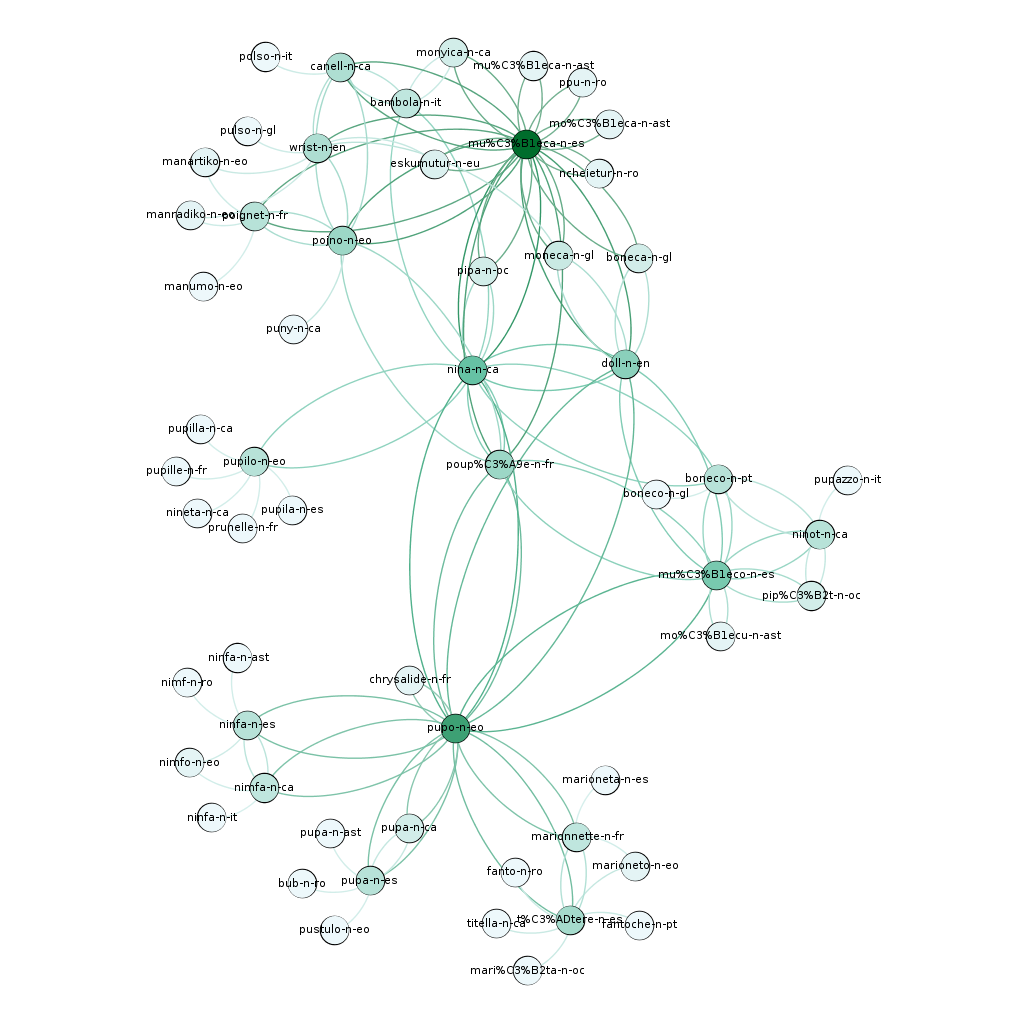 monyica-n-ca
polso-n-it
canell-n-ca
mu%C3%B1eca-n-ast
ppu-n-ro
bambola-n-it
mo%C3%B1eca-n-ast
pulso-n-gl
mu%C3%B1eca-n-es
wrist-n-en
manartiko-n-eo
eskumutur-n-eu
ncheietur-n-ro
manradiko-n-eo
poignet-n-fr
pojno-n-eo
moneca-n-gl
boneca-n-gl
pipa-n-oc
manumo-n-eo
puny-n-ca
nina-n-ca
doll-n-en
pupilla-n-ca
pupilo-n-eo
poup%C3%A9e-n-fr
pupille-n-fr
boneco-n-pt
pupazzo-n-it
boneco-n-gl
nineta-n-ca
pupila-n-es
prunelle-n-fr
ninot-n-ca
mu%C3%B1eco-n-es
pip%C3%B2t-n-oc
mo%C3%B1ecu-n-ast
ninfa-n-ast
nimf-n-ro
chrysalide-n-fr
ninfa-n-es
pupo-n-eo
nimfo-n-eo
nimfa-n-ca
marioneta-n-es
ninfa-n-it
pupa-n-ast
pupa-n-ca
marionnette-n-fr
marioneto-n-eo
fanto-n-ro
bub-n-ro
pupa-n-es
titella-n-ca
t%C3%ADtere-n-es
fantoche-n-pt
pustulo-n-eo
mari%C3%B2ta-n-oc